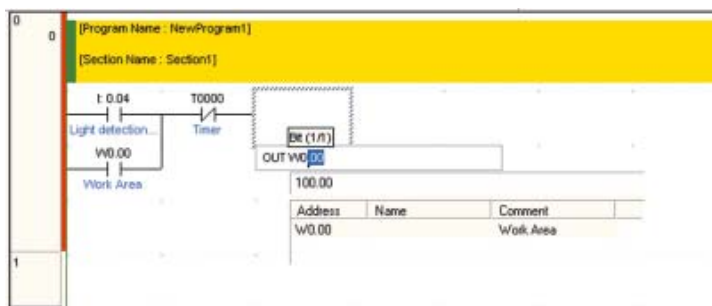 0
0
[Program Name : NewProgram1]
[Section Name : Section1]
I: 0.04 T0000
Light detection... Timer
Bit (1/1)
W0.00 OUT W0.00
Work Area 100.00
Address Name Comment
W0.00 Work Area
1